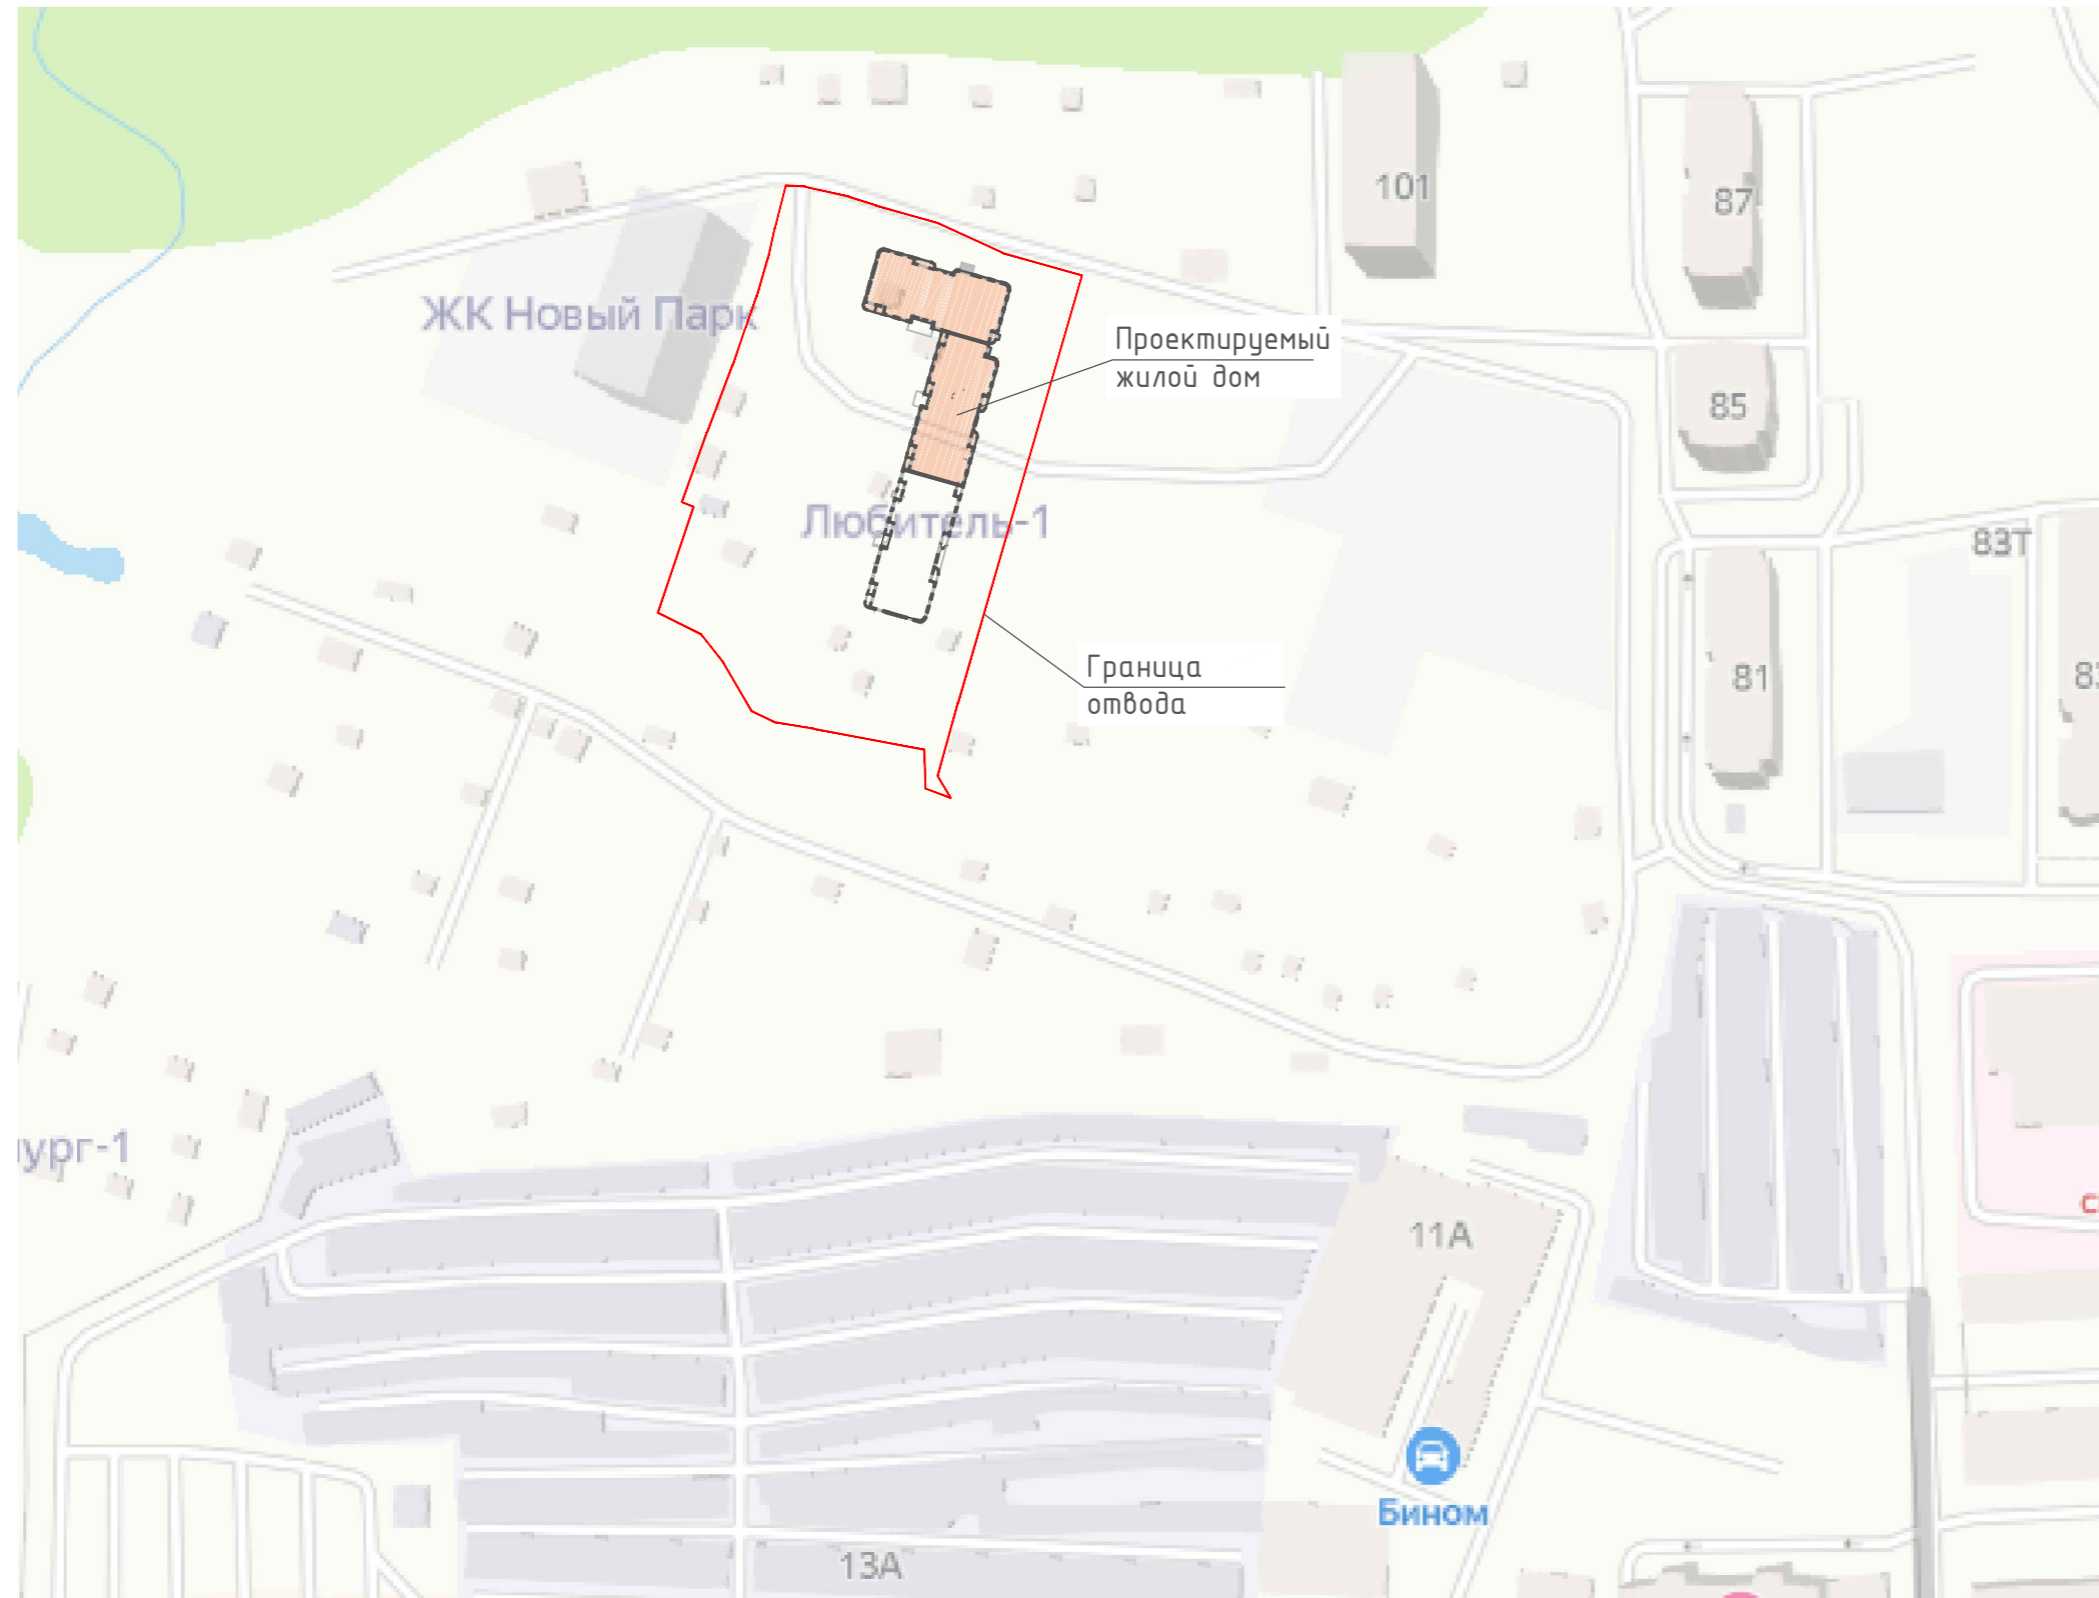 101
87
ЖК Новый Парк
Проектируемый
жилой дом
85
Любитель-1
83Т
Граница
отвода
81
11А
Бином
13А